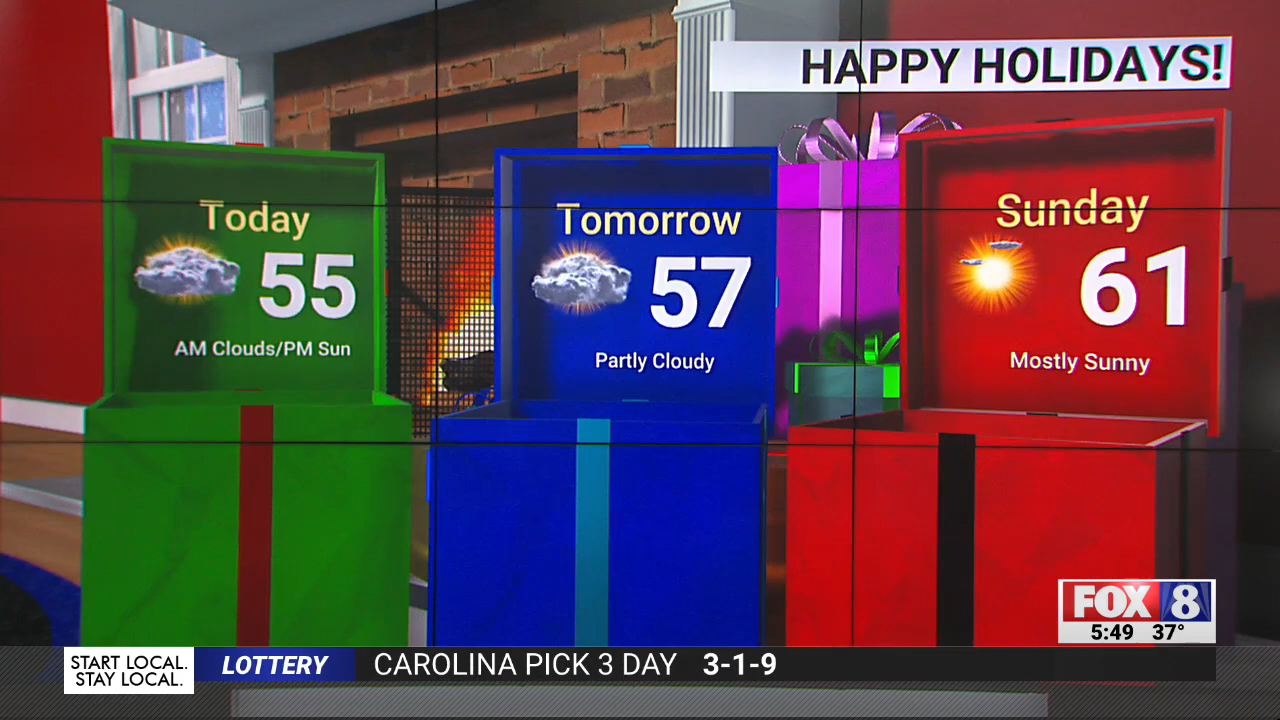 HAPPY HOLIDAYS!
Today
55
AM Clouds/PM Sun
Tomorrow
57
Partly Cloudy
Sunday
61
Mostly Sunny
FOX 8
5:49 37°
START LOCAL.
STAY LOCAL.
LOTTERY
CAROLINA PICK 3 DAY 3-1-9